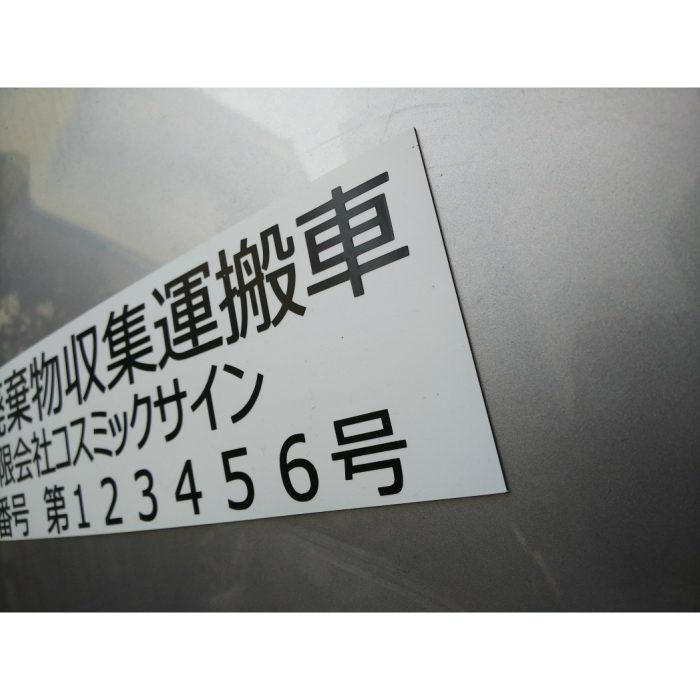 廃棄物収集運搬車
限会社コスミックサイン
番号 第123456号